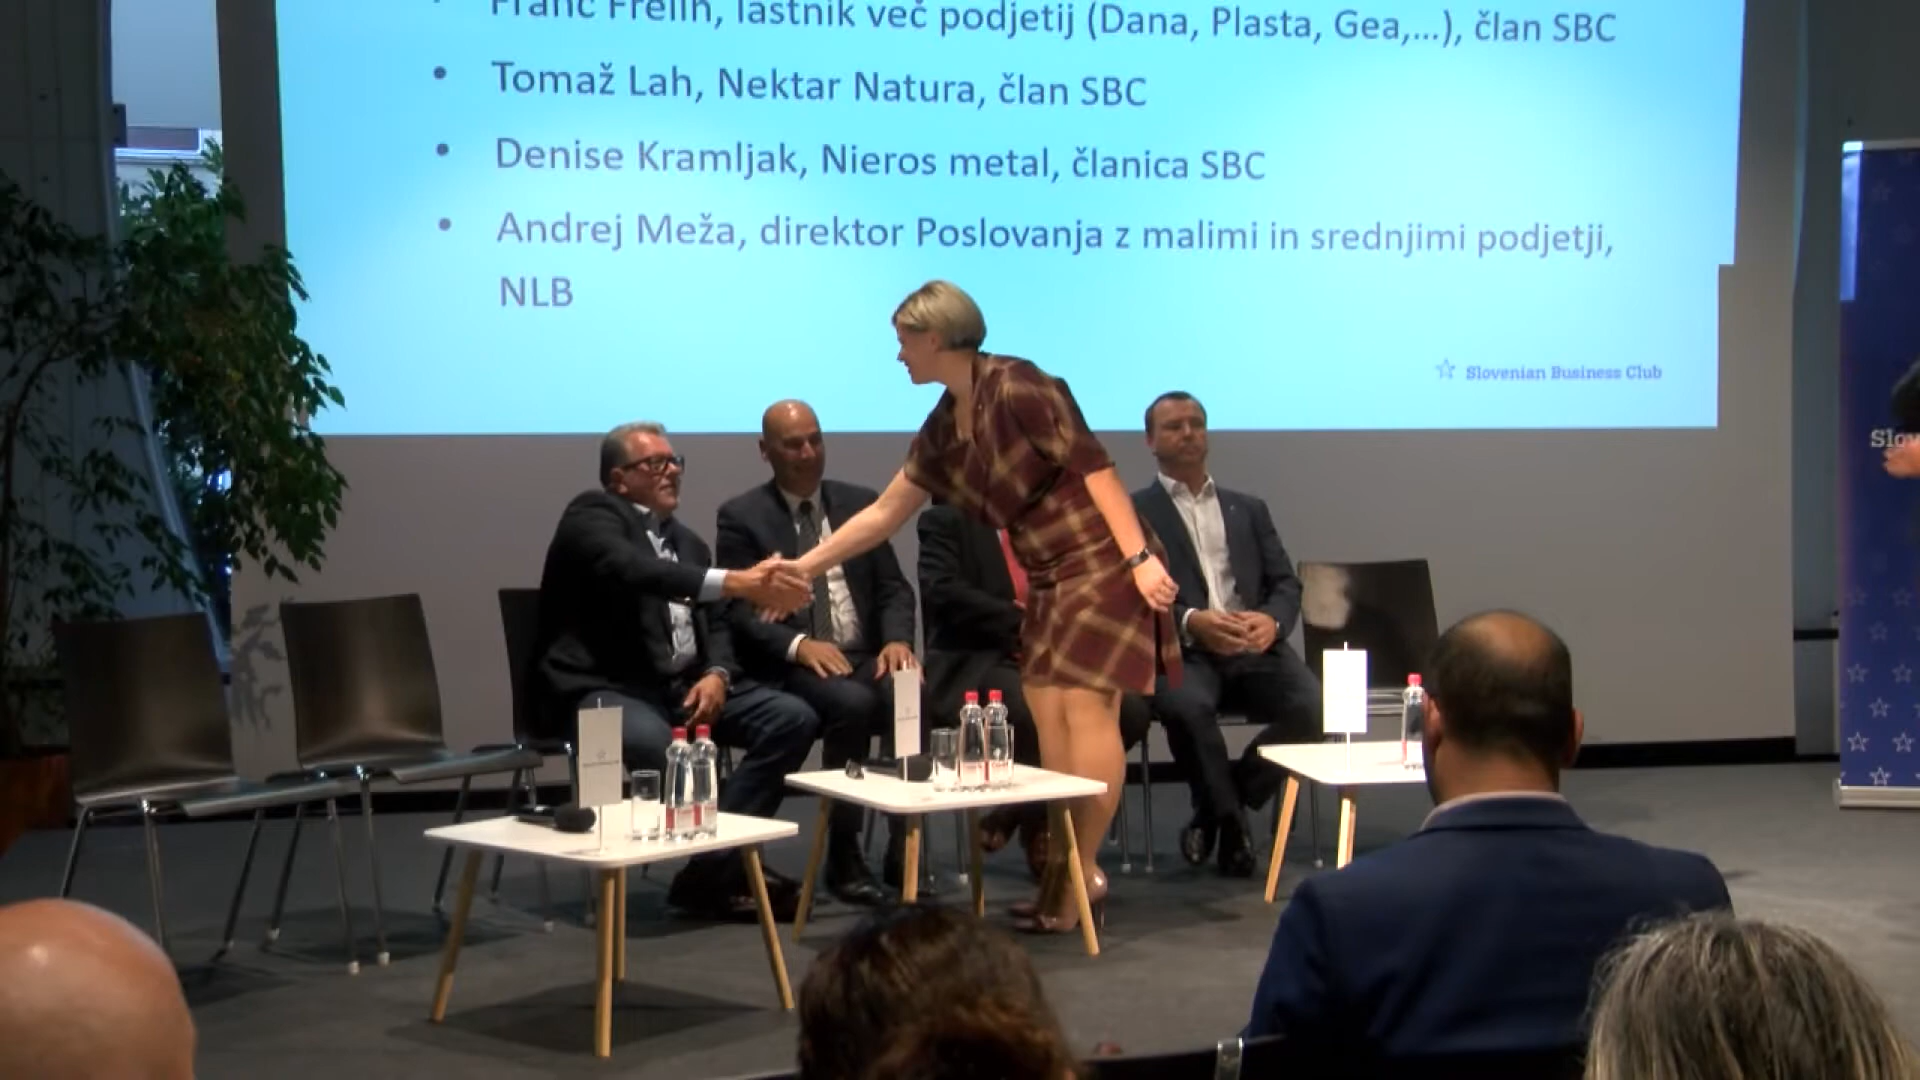 Franc Frelih, lastnik več podjetij (Dana, Plasta, Gea,...), član SBC
• Tomaž Lah, Nektar Natura, član SBC
• Denise Kramljak, Nieros metal, članica SBC
• Andrej Meža, direktor Poslovanja z malimi in srednjimi podjetji,
NLB
Slovenian Business Club